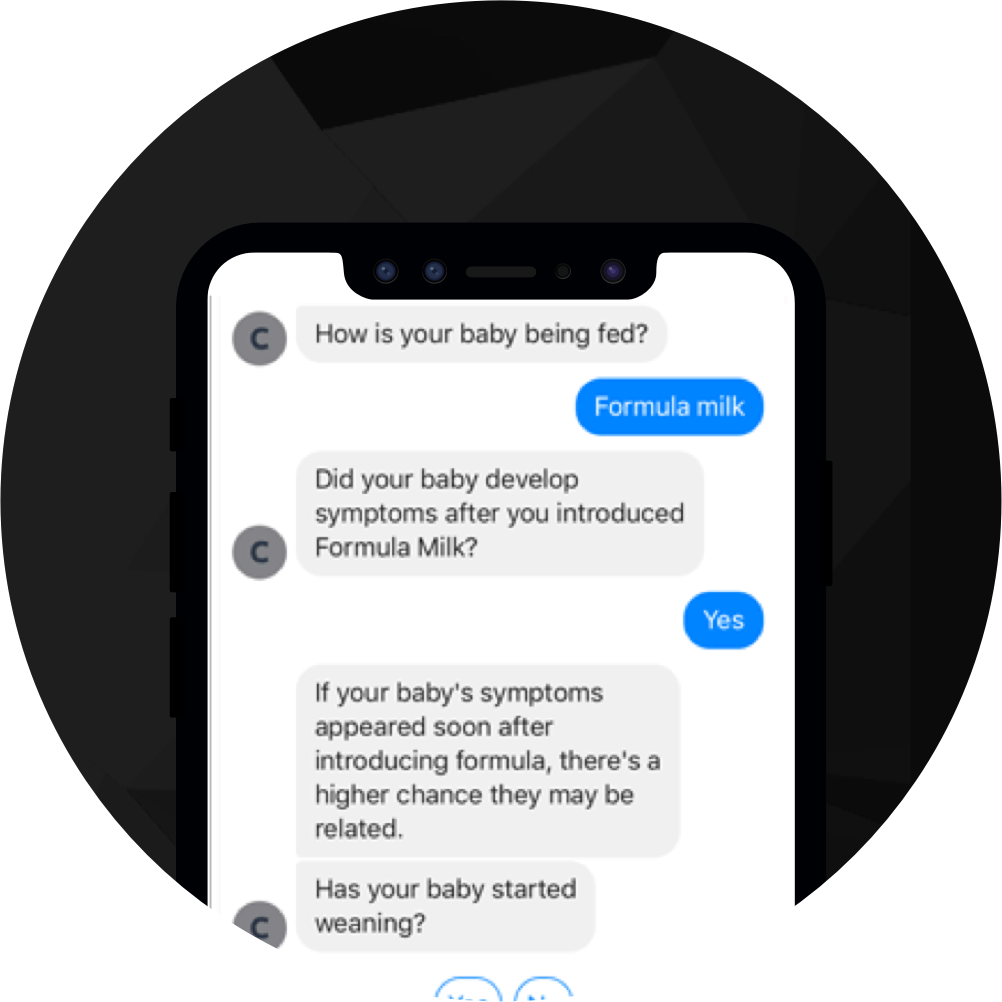 C
How is your baby being fed?
Formula milk
Did your baby develop
symptoms after you introduced
Formula Milk?
C
Yes
If your baby's symptoms
appeared soon after
introducing formula, there's a
higher chance they may be
related.
Has your baby started
weaning?
C